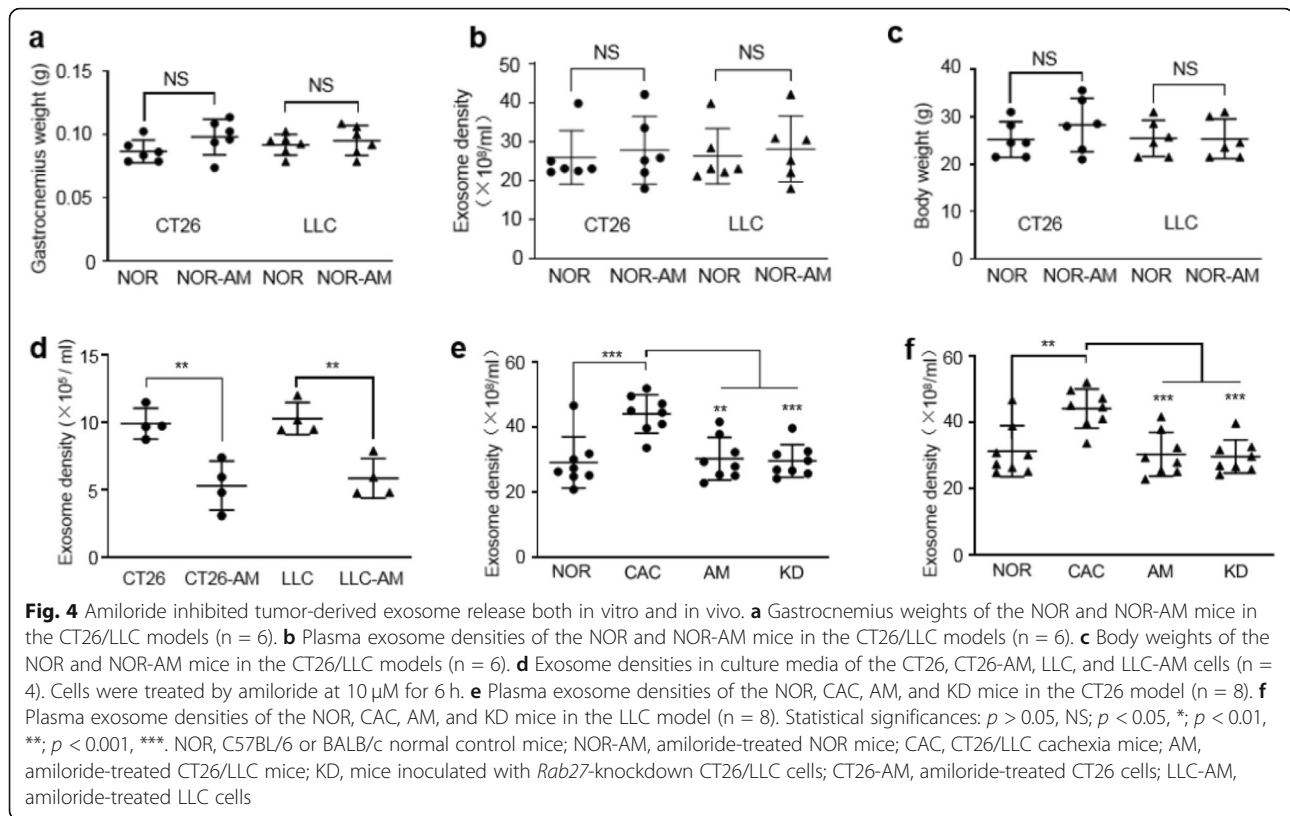 a
Gastrocnemius weight (g)
0.15
0.10
0.05
0
NS
NS
CT26
LLC
NOR NOR-AM NOR NOR-AM
b
Exosome density
(×10⁸/ml)
50
40
30
20
10
0
NS
NS
CT26
LLC
NOR NOR-AM NOR NOR-AM
c
Body weight (g)
40
30
20
10
0
NS
NS
CT26
LLC
NOR NOR-AM NOR NOR-AM
d
Exosome density (×10⁵/ ml)
15
10
5
0
**
**
CT26 CT26-AM LLC LLC-AM
e
Exosome density (×10⁸/ml)
60
40
20
0
***
**
***
NOR CAC AM KD
f
Exosome density (×10⁸/ml)
60
40
20
0
**
***
***
NOR CAC AM KD
Fig. 4 Amiloride inhibited tumor-derived exosome release both in vitro and in vivo. a Gastrocnemius weights of the NOR and NOR-AM mice in
the CT26/LLC models (n = 6). b Plasma exosome densities of the NOR and NOR-AM mice in the CT26/LLC models (n = 6). c Body weights of the
NOR and NOR-AM mice in the CT26/LLC models (n = 6). d Exosome densities in culture media of the CT26, CT26-AM, LLC, and LLC-AM cells (n =
4). Cells were treated by amiloride at 10 μM for 6 h. e Plasma exosome densities of the NOR, CAC, AM, and KD mice in the CT26 model (n = 8). f
Plasma exosome densities of the NOR, CAC, AM, and KD mice in the LLC model (n = 8). Statistical significances: p > 0.05, NS; p < 0.05, *; p < 0.01,
**; p < 0.001, ***. NOR, C57BL/6 or BALB/c normal control mice; NOR-AM, amiloride-treated NOR mice; CAC, CT26/LLC cachexia mice; AM,
amiloride-treated CT26/LLC mice; KD, mice inoculated with Rab27-knockdown CT26/LLC cells; CT26-AM, amiloride-treated CT26 cells; LLC-AM,
amiloride-treated LLC cells